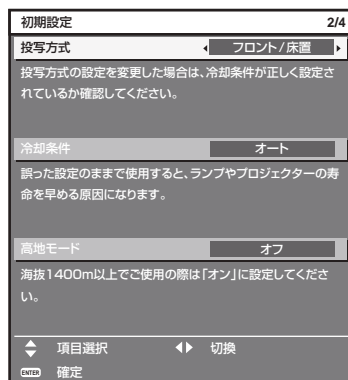 初期設定 2/4
投写方式 フロント/床置
投写方式の設定を変更した場合は、冷却条件が正しく設定さ
れているか確認してください。
冷却条件 オート
誤った設定のままで使用すると、ランプやプロジェクターの寿
命を早める原因になります。
高地モード オフ
海抜1400m以上でご使用の際は「オン」に設定してくださ
い。
項目選択 切換
ENTER 確定